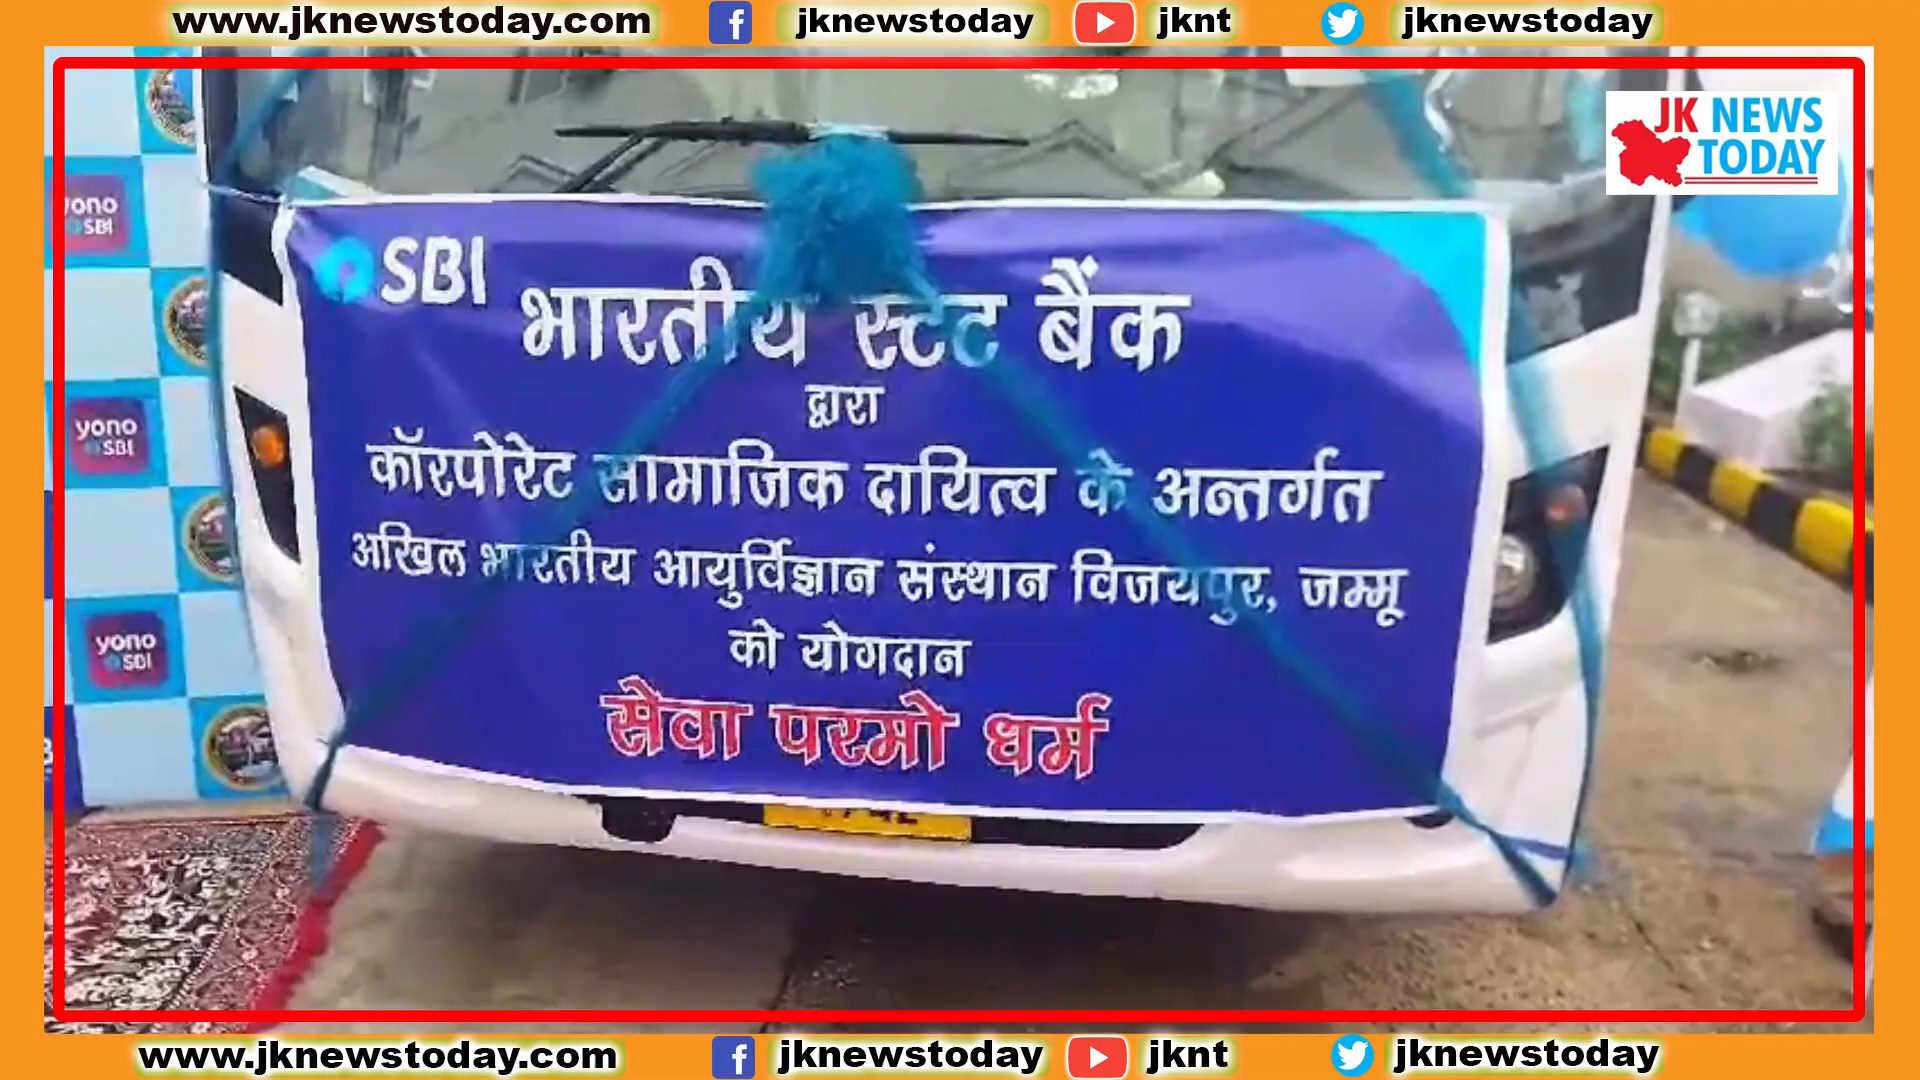 www.jknewstoday.com jknewstoday jknt jknewstoday
JK NEWS
TODAY
yono
SBI
SBI
भारतीय स्टेट बैंक
द्वारा
कॉरपोरेट सामाजिक दायित्व के अन्तर्गत
अखिल भारतीय आयुर्विज्ञान संस्थान विजयपुर, जम्मू
को योगदान
सेवा परमो धर्म
yono
SBI
yono
SBI
www.jknewstoday.com jknewstoday jknt jknewstoday